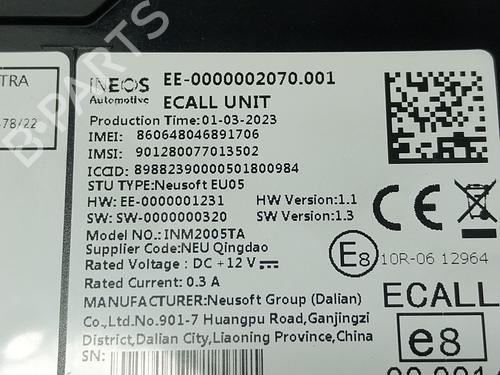 INEOS
Automotive
EE-0000002070.001
ECALL UNIT
Production Time:01-03-2023
IMEI: 860648046891706
IMSI: 901280077013502
ICCID: 89882390000501800984
STU TYPE:Neusoft EU05
HW: EE-0000001231 HW Version:1.1
SW: SW-0000000320 SW Version:1.3
Model NO.: INM2005TA
Supplier Code:NEU Qingdao
Rated Voltage : DC +12 V
Rated Current: 0.3 A
MANUFACTURER:Neusoft Group (Dalian)
Co.,Ltd.No.901-7 Huangpu Road,Ganjingzi
District,Dalian City,Liaoning Province,China
SN:
TRA
478/22
CE
E8 10R-06 12964
ECALL
e8
B-PARTS